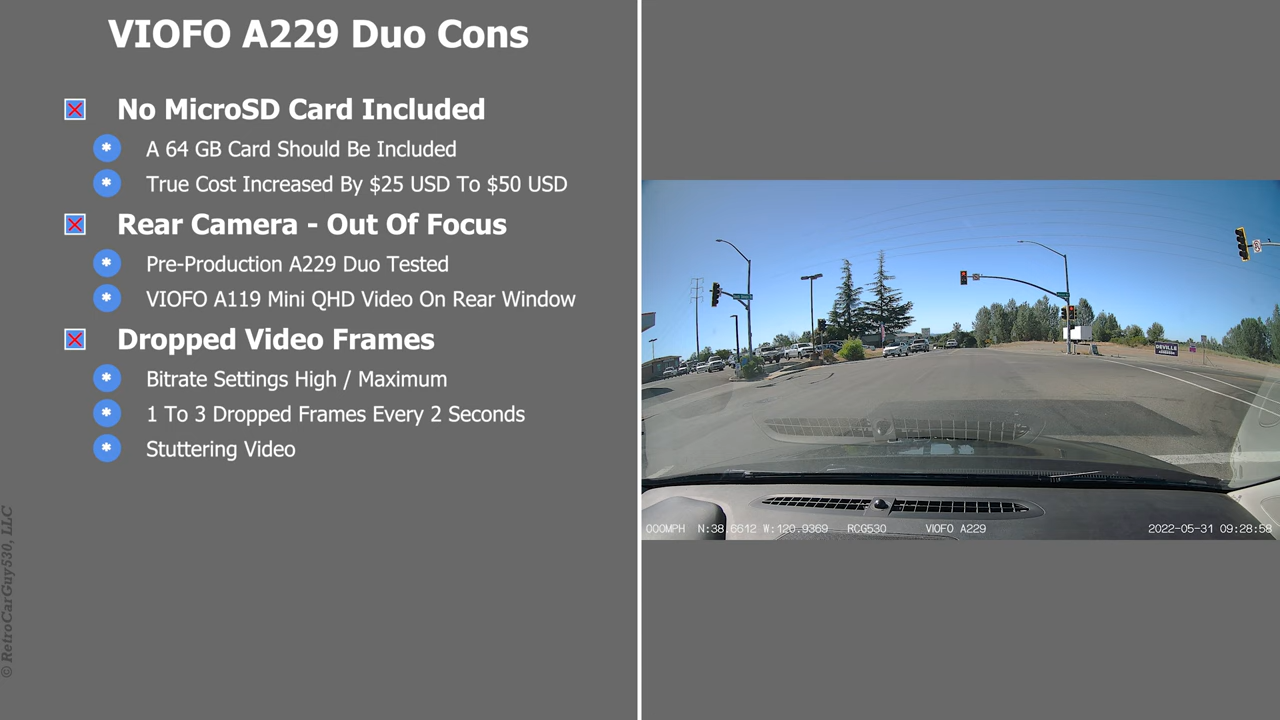 VIOFO A229 Duo Cons
No MicroSD Card Included
A 64 GB Card Should Be Included
True Cost Increased By $25 USD To $50 USD
Rear Camera - Out Of Focus
Pre-Production A229 Duo Tested
VIOFO A119 Mini QHD Video On Rear Window
Dropped Video Frames
Bitrate Settings High / Maximum
1 To 3 Dropped Frames Every 2 Seconds
Stuttering Video
© RetroCarGuy530, LLC
DEVILLE
000MPH N:38.6612 W:120.9369 RCG530 VIOFO A229 2022-05-31 09:28:58